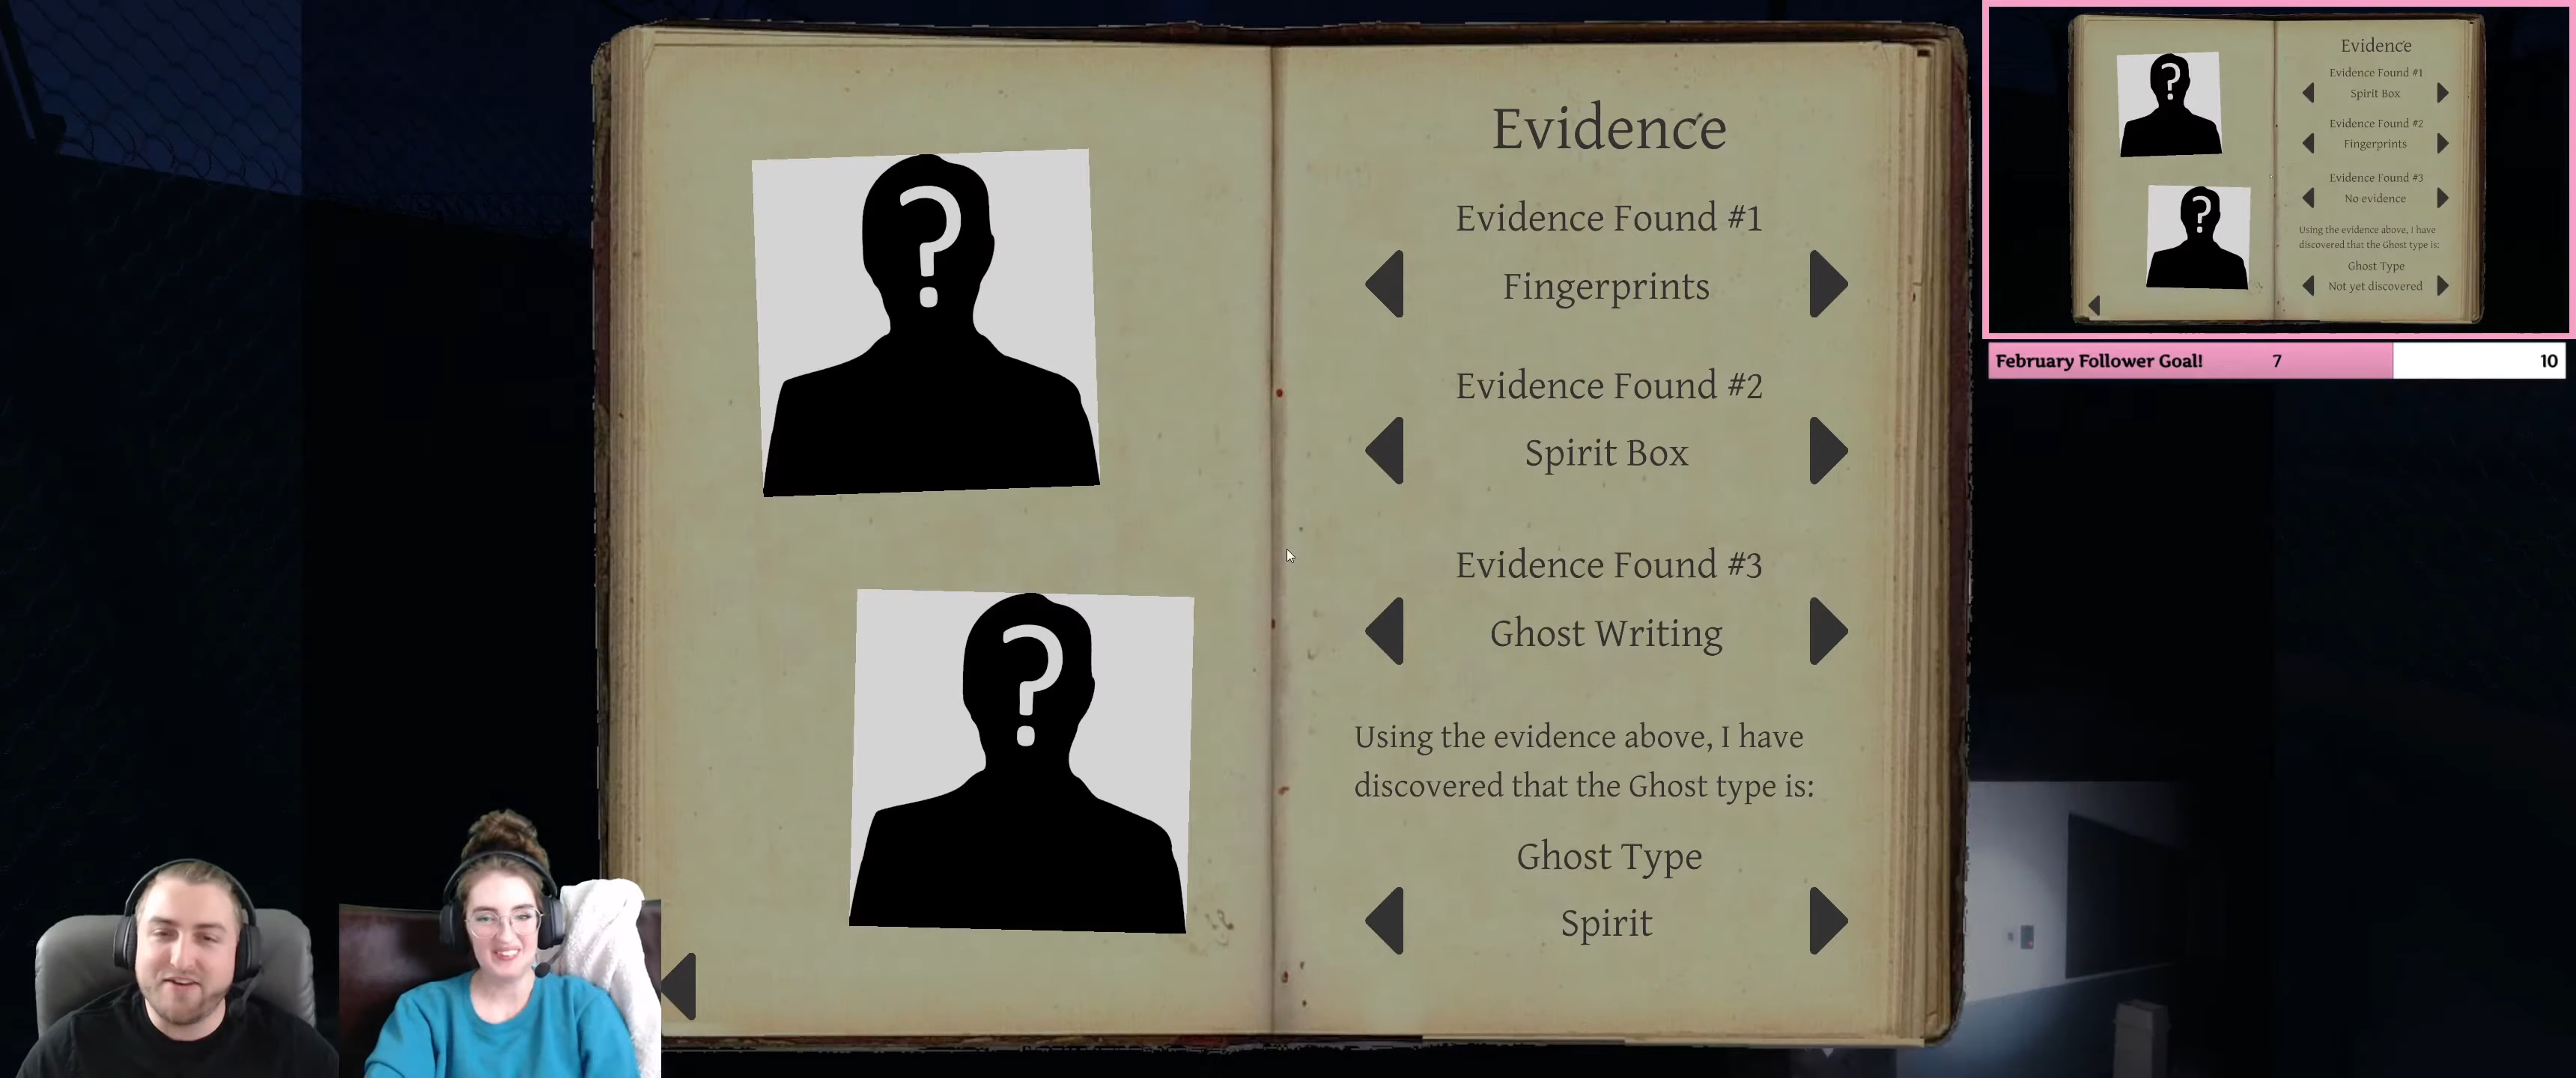 ?
?
Evidence
Evidence Found #1
Fingerprints
Evidence Found #2
Spirit Box
Evidence Found #3
Ghost Writing
Using the evidence above, I have
discovered that the Ghost type is:
Ghost Type
Spirit
?
?
Evidence
Evidence Found #1
Spirit Box
Evidence Found #2
Fingerprints
Evidence Found #3
No evidence
Using the evidence above, I have
discovered that the Ghost type is:
Ghost Type
Not yet discovered
February Follower Goal! 7 10